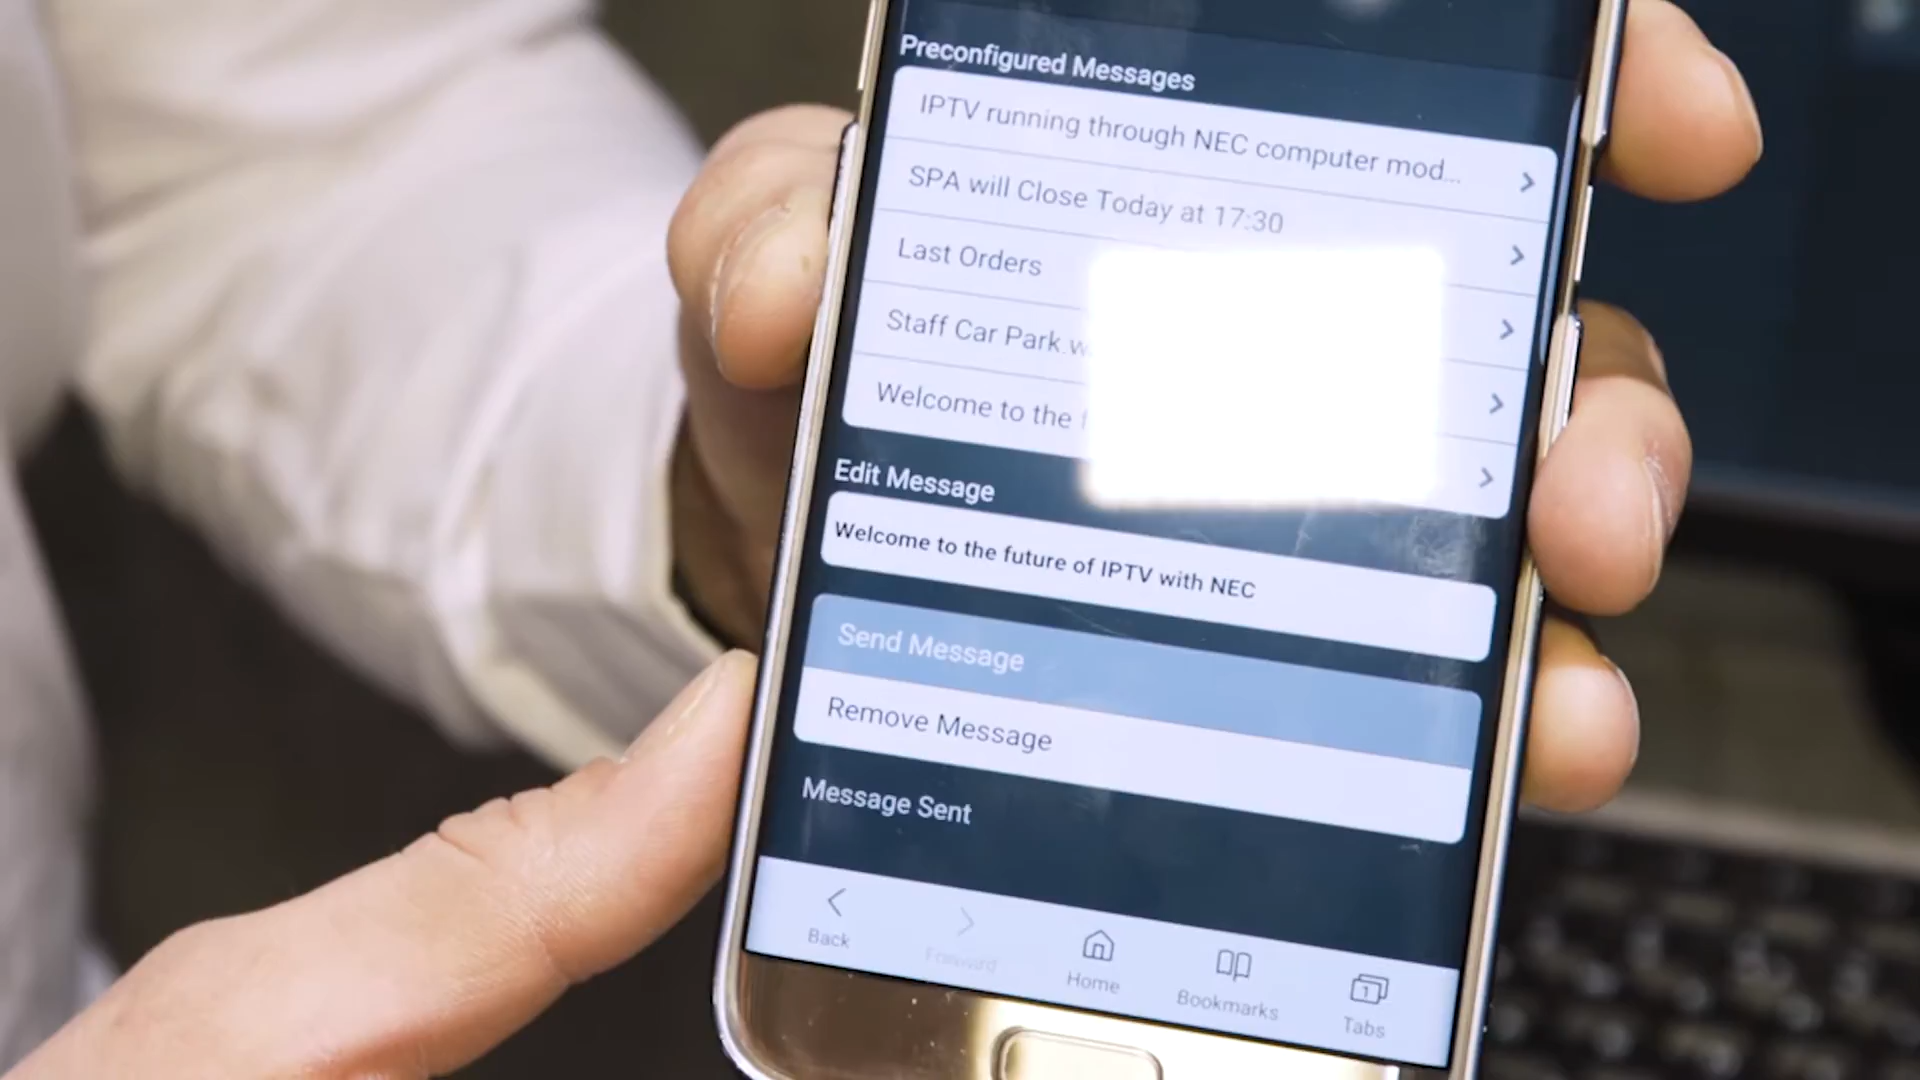 Preconfigured Messages
IPTV running through NEC computer mod...
SPA will Close Today at 17:30
Last Orders
Staff Car Park
Welcome to the
Edit Message
Welcome to the future of IPTV with NEC
Send Message
Remove Message
Message Sent
Back
Forward
Home
Bookmarks
1
Tabs